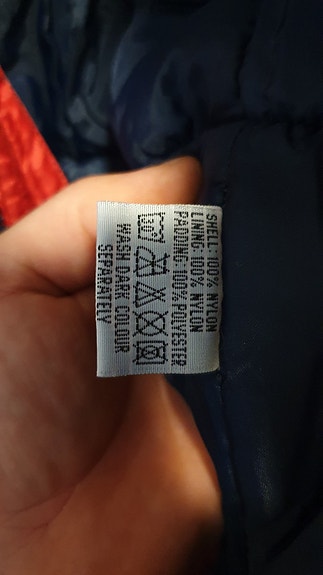 SHELL: 100% NYLON
LINING: 100% NYLON
PADDING: 100% POLYESTER
WASH DARK COLOUR
SEPARATELY